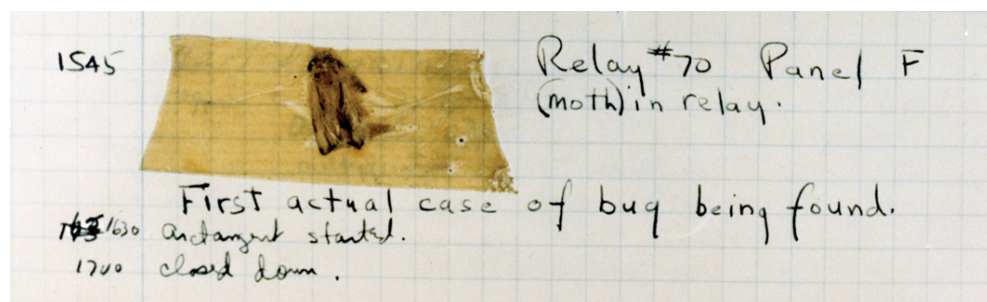 1545 Relay #70 Panel F
(moth) in relay.
First actual case of bug being found.
1630 arctangent started.
1700 closed down.